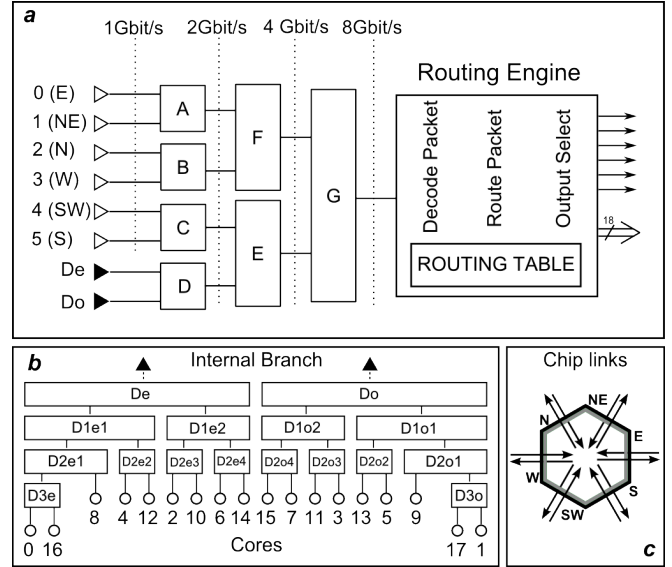 a
1Gbit/s 2Gbit/s 4 Gbit/s 8Gbit/s
Routing Engine
0 (E)
1 (NE)
2 (N)
3 (W)
4 (SW)
5 (S)
De
Do
A
B
C
D
F
E
G
Decode Packet
Route Packet
Output Select
18
ROUTING TABLE
b Internal Branch
De Do
D1e1 D1e2 D1o2 D1o1
D2e1 D2e2 D2e3 D2e4 D2o4 D2o3 D2o2 D2o1
D3e D3o
8 4 12 2 10 6 14 15 7 11 3 13 5 9
0 16 Cores 17 1
Chip links
NE
N E
W S
SW
c